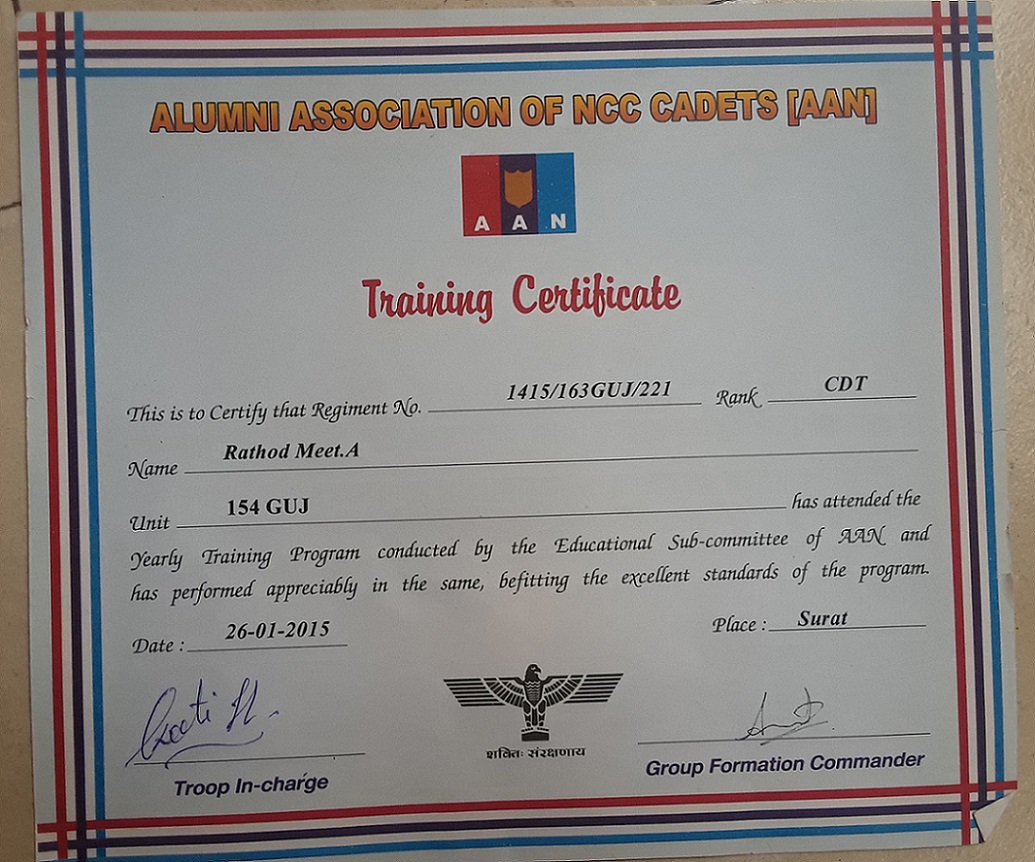 ALUMNI ASSOCIATION OF NCC CADETS [AAN]
A A N
Training Certificate
This is to Certify that Regiment No. 1415/163GUJ/221 Rank CDT
Name Rathod Meet.A
Unit 154 GUJ has attended the
Yearly Training Program conducted by the Educational Sub-committee of AAN and
has performed appreciably in the same, befitting the excellent standards of the program.
Date : 26-01-2015 Place : Surat
शक्तिः संरक्षणाय
Troop In-charge Group Formation Commander